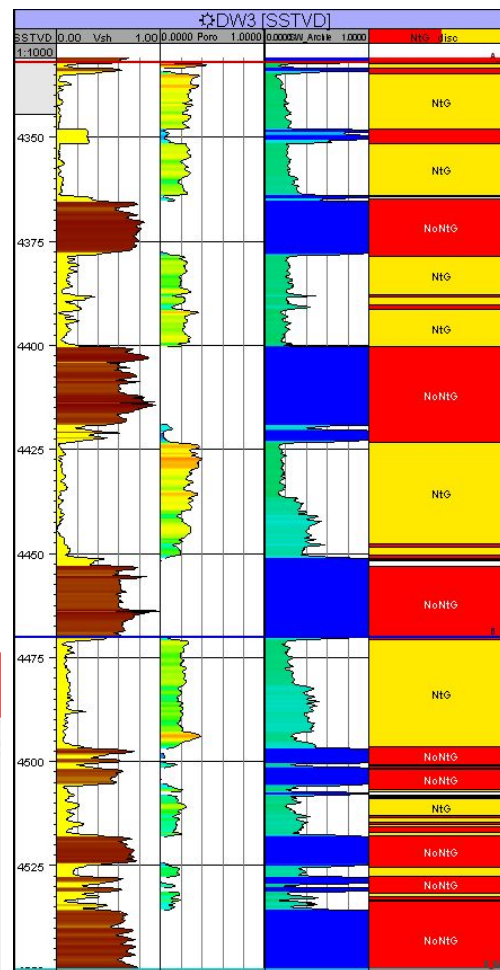 DW3 [SSTVD]
SSTVD 0.00 Vsh 1.00 0.0000 Poro 1.0000 0.0000 SW_Archie 1.0000 NtG disc
1:1000
A
NtG
4350
NtG
NoNtG
4375
NtG
NtG
4400
NoNtG
4425
NtG
4450
NoNtG
4475
NtG
4500
NoNtG
NoNtG
NtG
4525
NoNtG
NoNtG
NoNtG